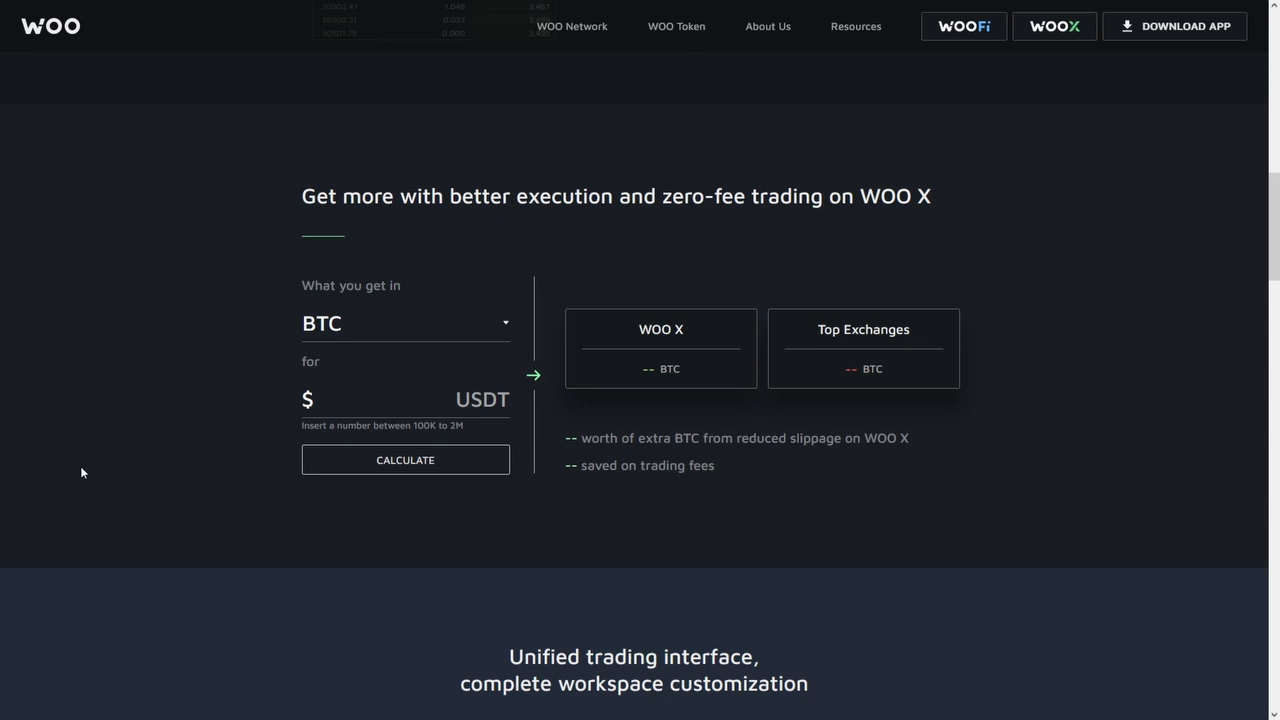 WOO
WOO Network
WOO Token
About Us
Resources
WOOFi
WOOX
DOWNLOAD APP
Get more with better execution and zero-fee trading on WOO X
What you get in
BTC
for
$ USDT
Insert a number between 100K to 2M
CALCULATE
WOO X
-- BTC
Top Exchanges
-- BTC
-- worth of extra BTC from reduced slippage on WOO X
-- saved on trading fees
Unified trading interface,
complete workspace customization